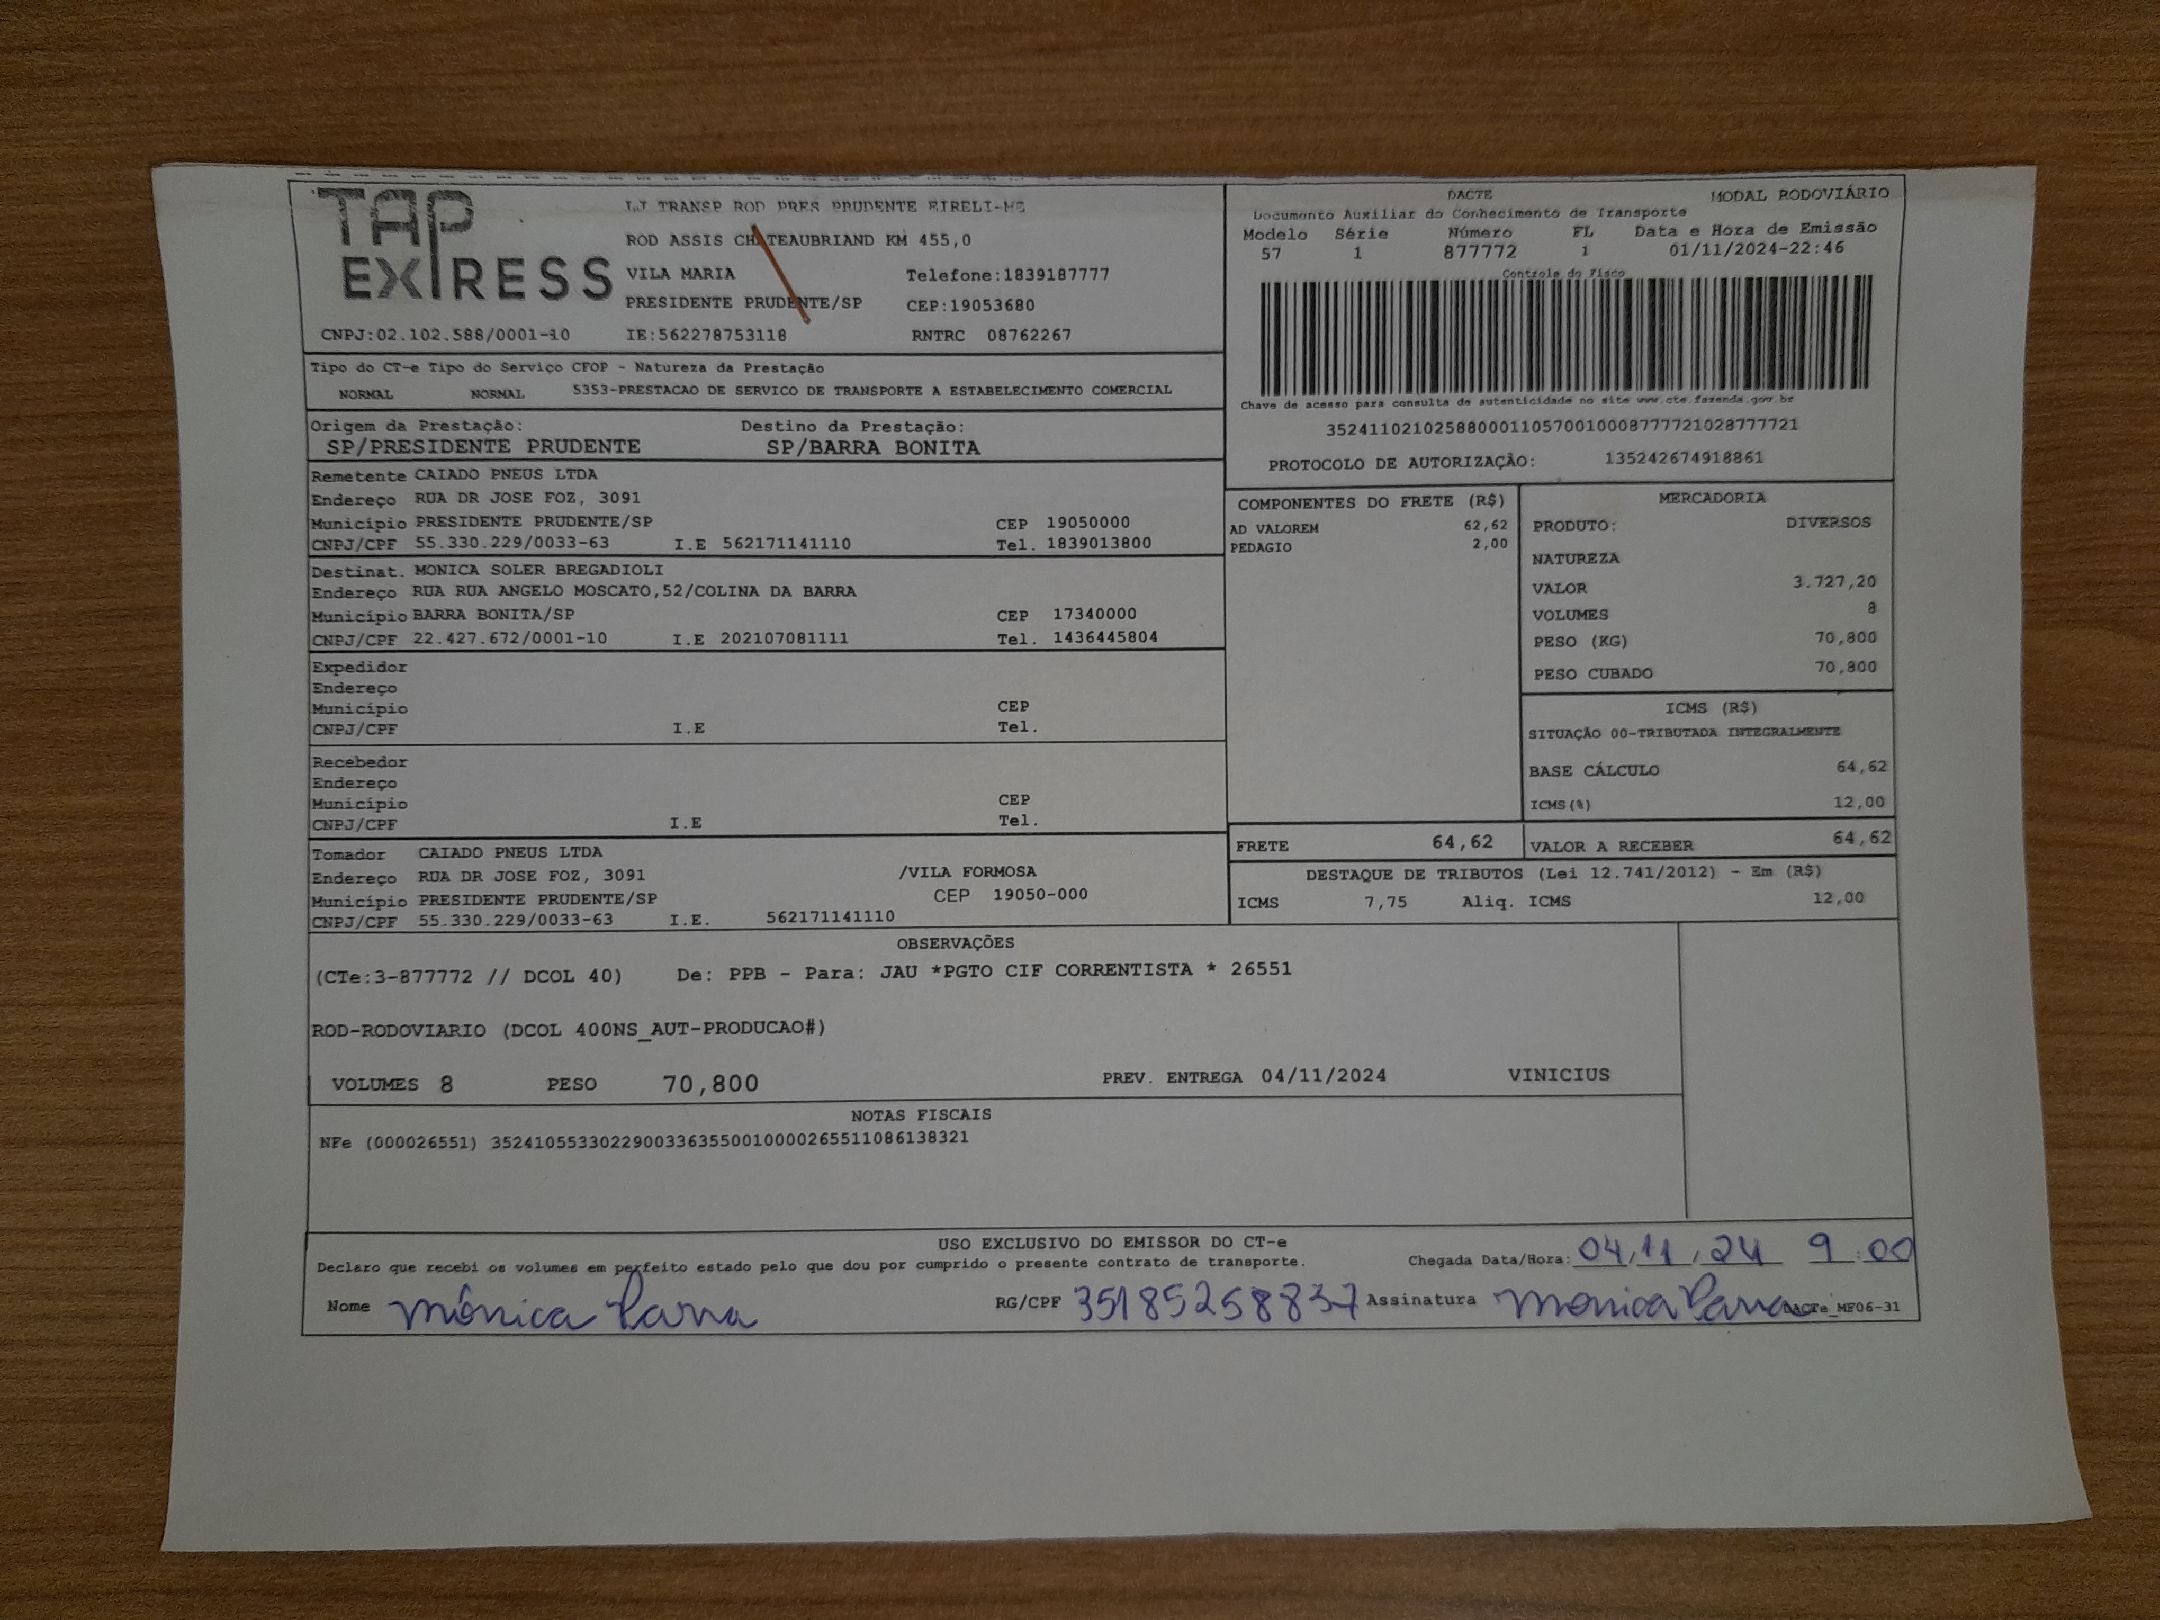 TAP
EXPRESS
LJ TRANSP ROD PRES PRUDENTE EIRELI-ME
ROD ASSIS CHATEAUBRIAND KM 455,0
VILA MARIA Telefone:1839187777
PRESIDENTE PRUDENTE/SP CEP:19053680
CNPJ:02.102.588/0001-10 IE:562278753118 RNTRC 08762267
DACTE MODAL RODOVIÁRIO
Documento Auxiliar do Conhecimento de Transporte
Modelo Série Número FL Data e Hora de Emissão
57 1 877772 1 01/11/2024-22:46
Controle do Fisco
Chave de acesso para consulta de autenticidade no site www.cte.fazenda.gov.br
35241102102588000110570010008777721028777721
PROTOCOLO DE AUTORIZAÇÃO: 135242674918861
Tipo do CT-e Tipo do Serviço CFOP - Natureza da Prestação
NORMAL NORMAL 5353-PRESTACAO DE SERVICO DE TRANSPORTE A ESTABELECIMENTO COMERCIAL
Origem da Prestação: Destino da Prestação:
SP/PRESIDENTE PRUDENTE SP/BARRA BONITA
Remetente CAIADO PNEUS LTDA
Endereço RUA DR JOSE FOZ, 3091
Município PRESIDENTE PRUDENTE/SP CEP 19050000
CNPJ/CPF 55.330.229/0033-63 I.E 562171141110 Tel. 1839013800
Destinat. MONICA SOLER BREGADIOLI
Endereço RUA RUA ANGELO MOSCATO,52/COLINA DA BARRA
Município BARRA BONITA/SP CEP 17340000
CNPJ/CPF 22.427.672/0001-10 I.E 202107081111 Tel. 1436445804
Expedidor
Endereço
Município CEP
CNPJ/CPF I.E Tel.
Recebedor
Endereço
Município CEP
CNPJ/CPF I.E Tel.
Tomador CAIADO PNEUS LTDA
Endereço RUA DR JOSE FOZ, 3091 /VILA FORMOSA
Município PRESIDENTE PRUDENTE/SP CEP 19050-000
CNPJ/CPF 55.330.229/0033-63 I.E. 562171141110
COMPONENTES DO FRETE (R$)
AD VALOREM 62,62
PEDAGIO 2,00
MERCADORIA
PRODUTO: DIVERSOS
NATUREZA
VALOR 3.727,20
VOLUMES 8
PESO (KG) 70,800
PESO CUBADO 70,800
ICMS (R$)
SITUAÇÃO 00-TRIBUTADA INTEGRALMENTE
BASE CÁLCULO 64,62
ICMS(%) 12,00
FRETE 64,62 VALOR A RECEBER 64,62
DESTAQUE DE TRIBUTOS (Lei 12.741/2012) - Em (R$)
ICMS 7,75 Aliq. ICMS 12,00
OBSERVAÇÕES
(CTe:3-877772 // DCOL 40) De: PPB - Para: JAU *PGTO CIF CORRENTISTA * 26551
ROD-RODOVIARIO (DCOL 400NS_AUT-PRODUCAO#)
VOLUMES 8 PESO 70,800 PREV. ENTREGA 04/11/2024 VINICIUS
NOTAS FISCAIS
NFe (000026551) 35241055330229003363550010000265511086138321
USO EXCLUSIVO DO EMISSOR DO CT-e
Declaro que recebi os volumes em perfeito estado pelo que dou por cumprido o presente contrato de transporte. Chegada Data/Hora: 04/11/24 9:00
Nome Mônica Parra RG/CPF 35185258837 Assinatura Monica Parra DACTe_MF06-31